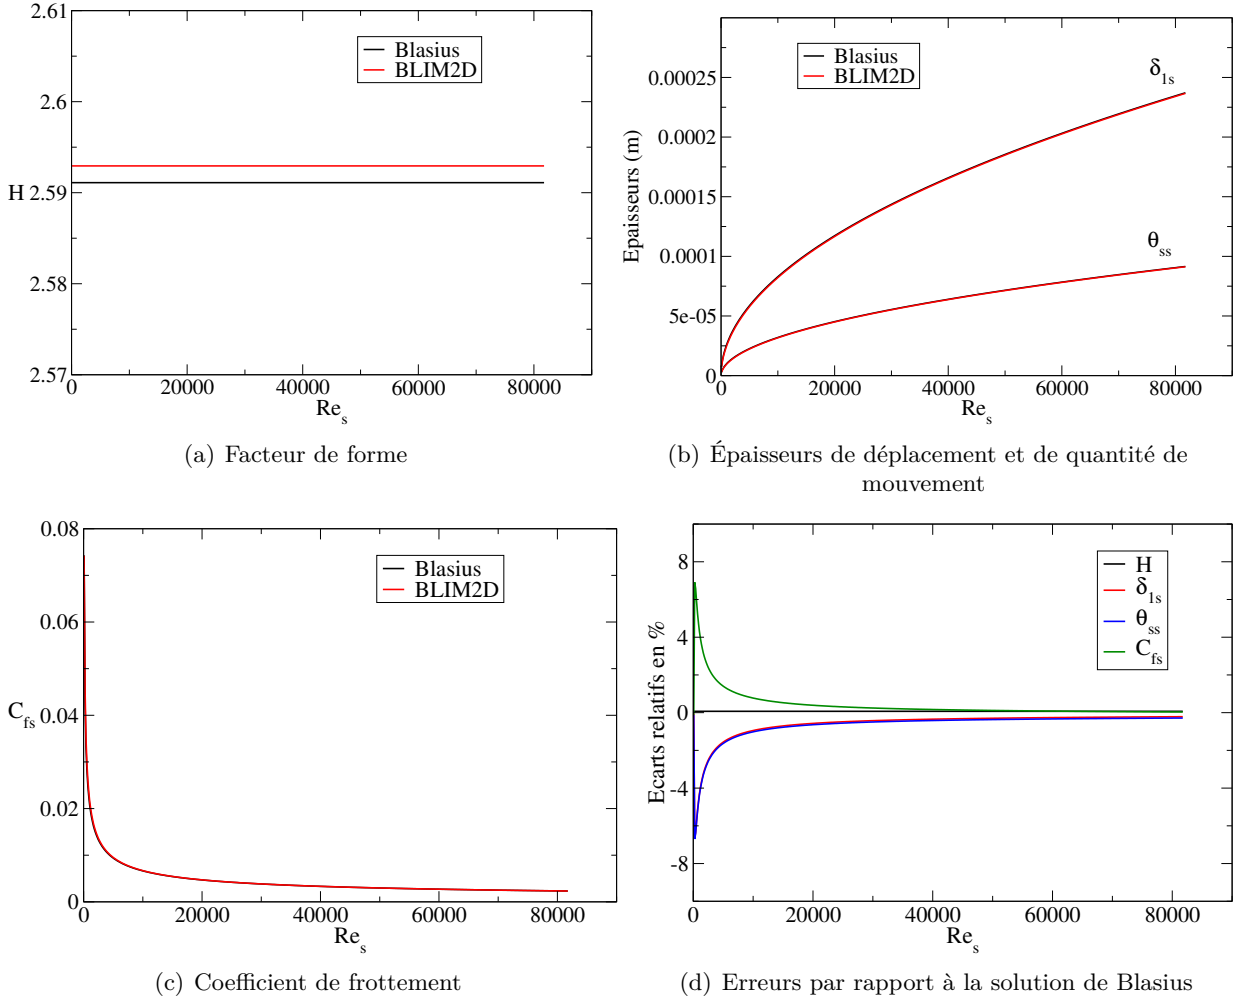 2.61
2.6
H 2.59
2.58
2.57
0
20000
40000
60000
80000
Re_s
Blasius
BLIM2D
(a) Facteur de forme
Epaisseurs (m)
0.00025
0.0002
0.00015
0.0001
5e-05
0
0
20000
40000
60000
80000
Re_s
Blasius
BLIM2D
δ_1s
θ_ss
(b) Épaisseurs de déplacement et de quantité de
mouvement
0.08
0.06
C_fs 0.04
0.02
0
0
20000
40000
60000
80000
Re_s
Blasius
BLIM2D
(c) Coefficient de frottement
Ecarts relatifs en %
8
4
0
-4
-8
0
20000
40000
60000
80000
Re_s
H
δ_1s
θ_ss
C_fs
(d) Erreurs par rapport à la solution de Blasius